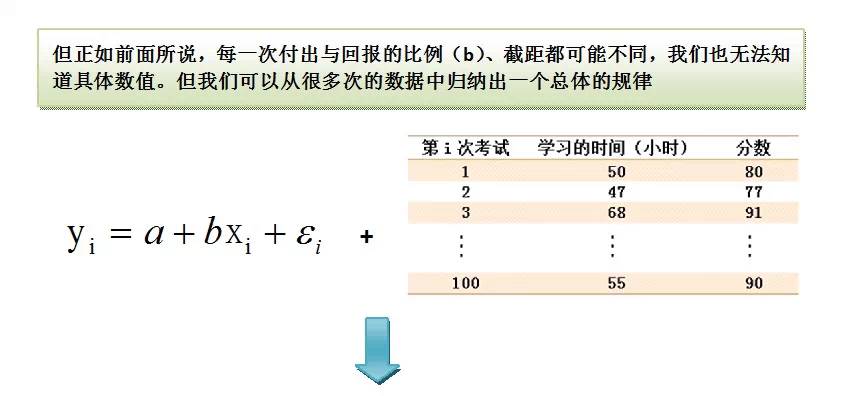 但正如前面所说，每一次付出与回报的比例（b）、截距都可能不同，我们也无法知
道具体数值。但我们可以从很多次的数据中归纳出一个总体的规律
第 i 次考试 学习的时间（小时） 分数
1 50 80
2 47 77
3 68 91
⋮ ⋮ ⋮
100 55 90
y_i = a + bx_i + ε_i +